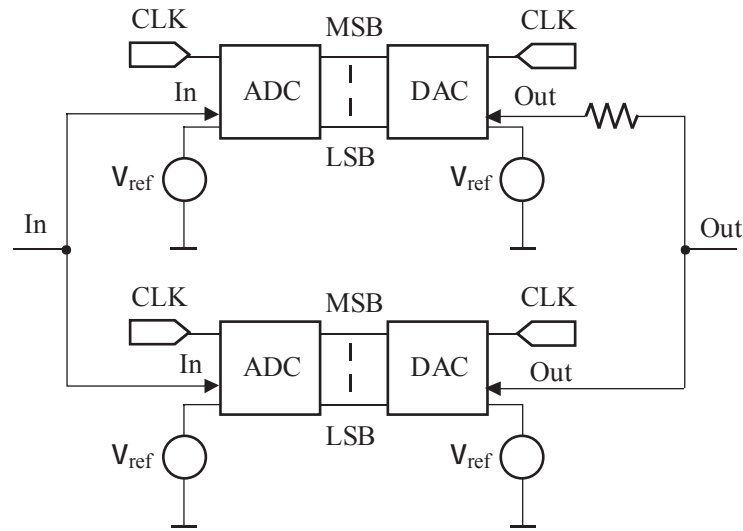 CLK MSB CLK
In ADC DAC Out
LSB
Vref Vref
In Out
CLK MSB CLK
In ADC DAC Out
LSB
Vref Vref